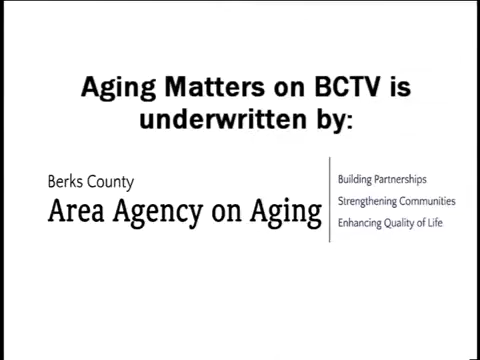 Aging Matters on BCTV is
underwritten by:
Berks County
Area Agency on Aging
Building Partnerships
Strengthening Communities
Enhancing Quality of Life